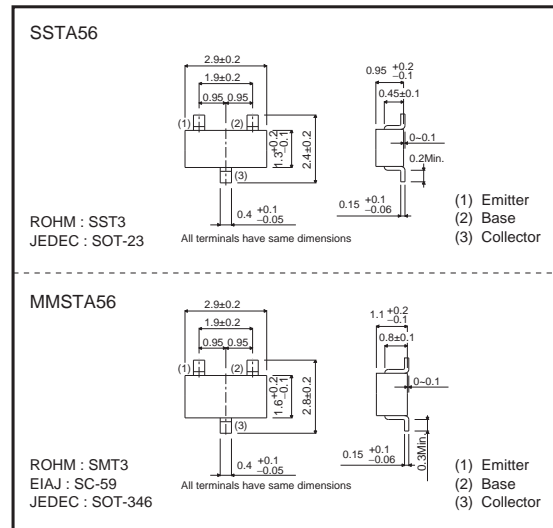 SSTA56
2.9±0.2
1.9±0.2
0.95 0.95
(1) (2)
(3)
1.3 +0.2 −0.1
2.4±0.2
0.4 +0.1 −0.05
All terminals have same dimensions
0.95 +0.2 −0.1
0.45±0.1
0~0.1
0.2Min.
0.15 +0.1 −0.06
ROHM : SST3
JEDEC : SOT-23
(1) Emitter
(2) Base
(3) Collector
MMSTA56
2.9±0.2
1.9±0.2
0.95 0.95
(1) (2)
(3)
1.6 +0.2 −0.1
2.8±0.2
0.4 +0.1 −0.05
All terminals have same dimensions
1.1 +0.2 −0.1
0.8±0.1
0~0.1
0.3Min.
0.15 +0.1 −0.06
ROHM : SMT3
EIAJ : SC-59
JEDEC : SOT-346
(1) Emitter
(2) Base
(3) Collector